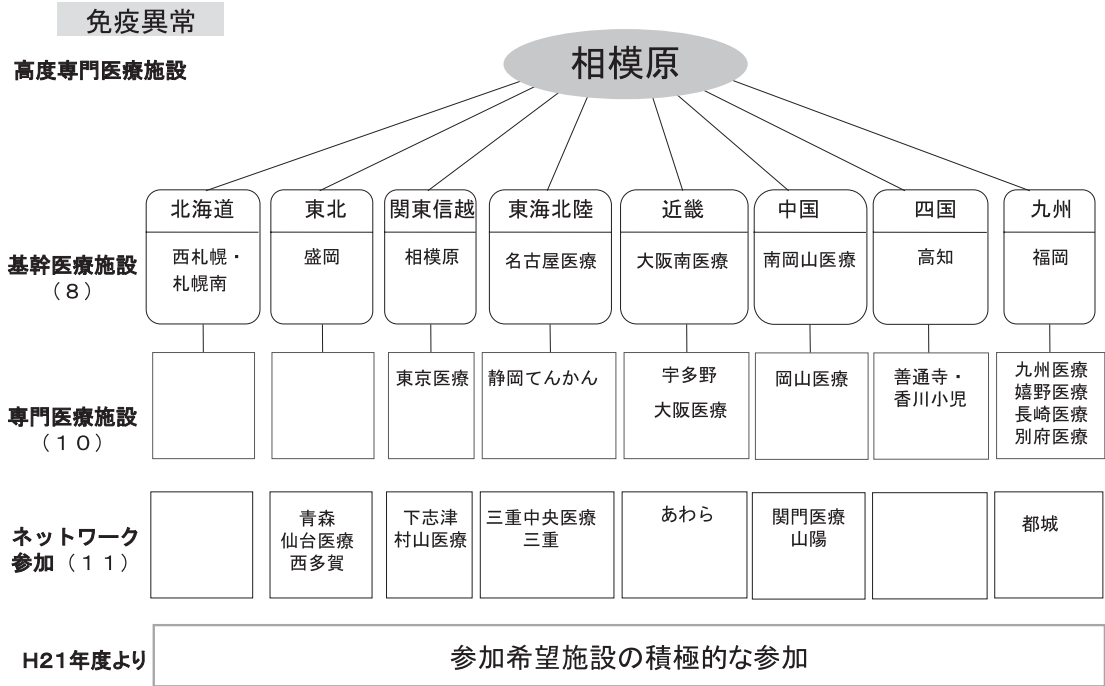 免疫異常
高度専門医療施設
相模原
北海道
東北
関東信越
東海北陸
近畿
中国
四国
九州
基幹医療施設
（８）
西札幌・
札幌南
盛岡
相模原
名古屋医療
大阪南医療
南岡山医療
高知
福岡
専門医療施設
（１０）
東京医療
静岡てんかん
宇多野
大阪医療
岡山医療
善通寺・
香川小児
九州医療
嬉野医療
長崎医療
別府医療
ネットワーク
参加（１１）
青森
仙台医療
西多賀
下志津
村山医療
三重中央医療
三重
あわら
関門医療
山陽
都城
H21年度より
参加希望施設の積極的な参加